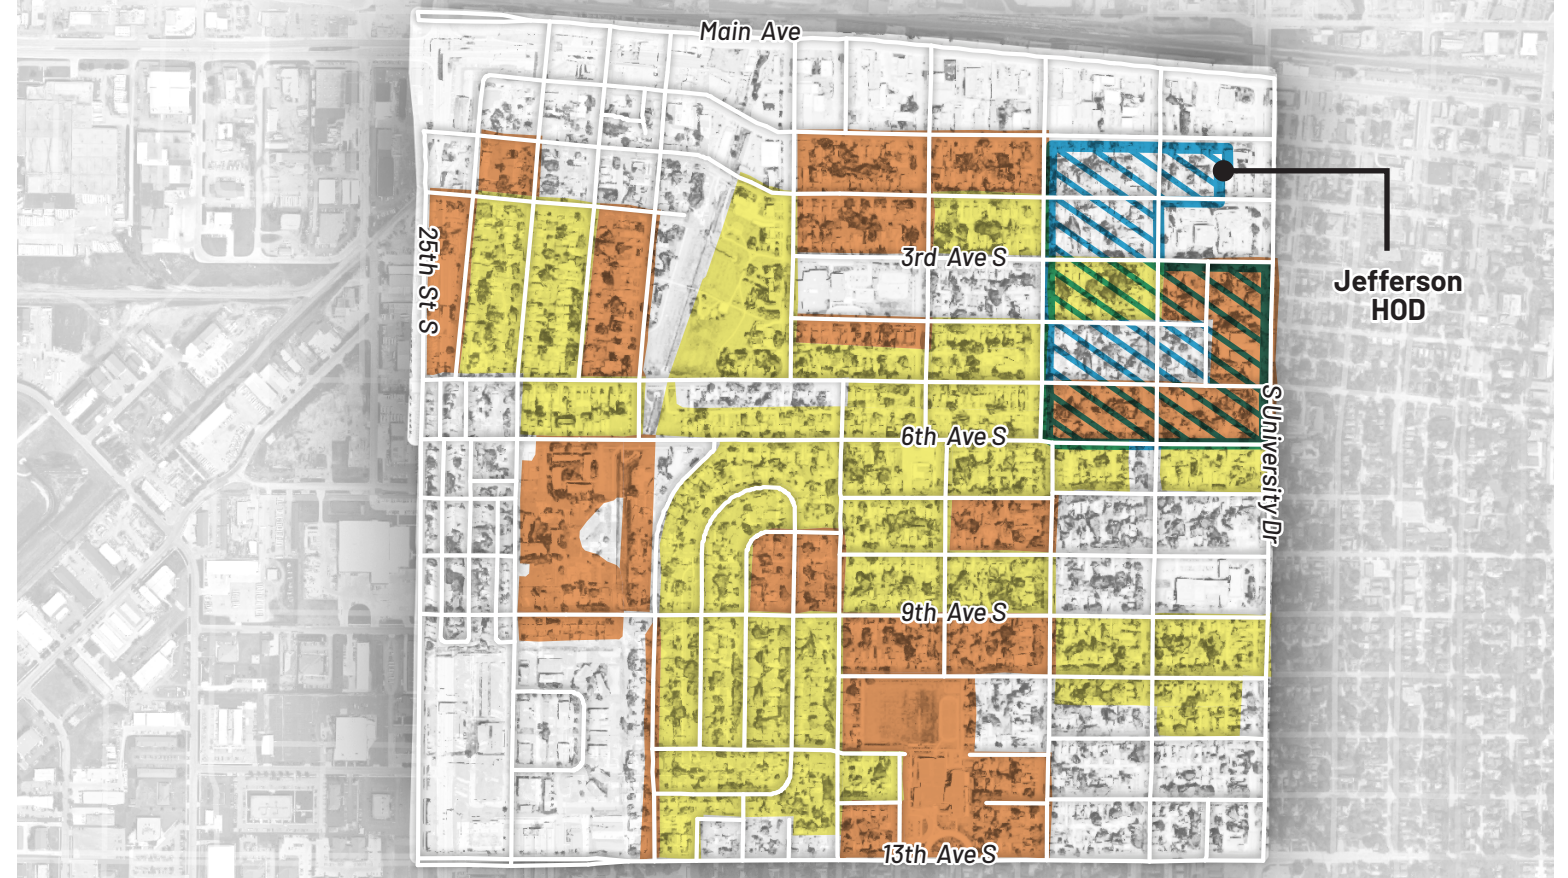 Main Ave
25th St S
3rd Ave S
Jefferson
HOD
S University Dr
6th Ave S
9th Ave S
13th Ave S